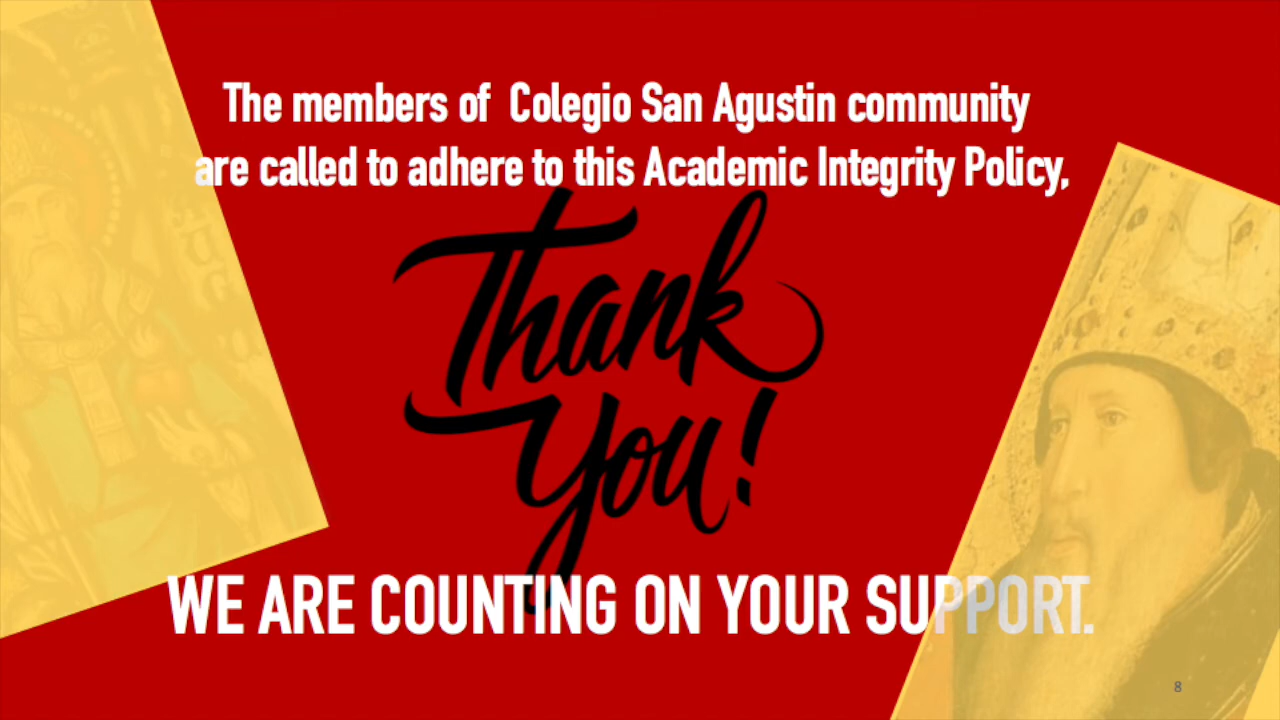 The members of Colegio San Agustin community
are called to adhere to this Academic Integrity Policy,
Thank
You!
WE ARE COUNTING ON YOUR SUPPORT.
8